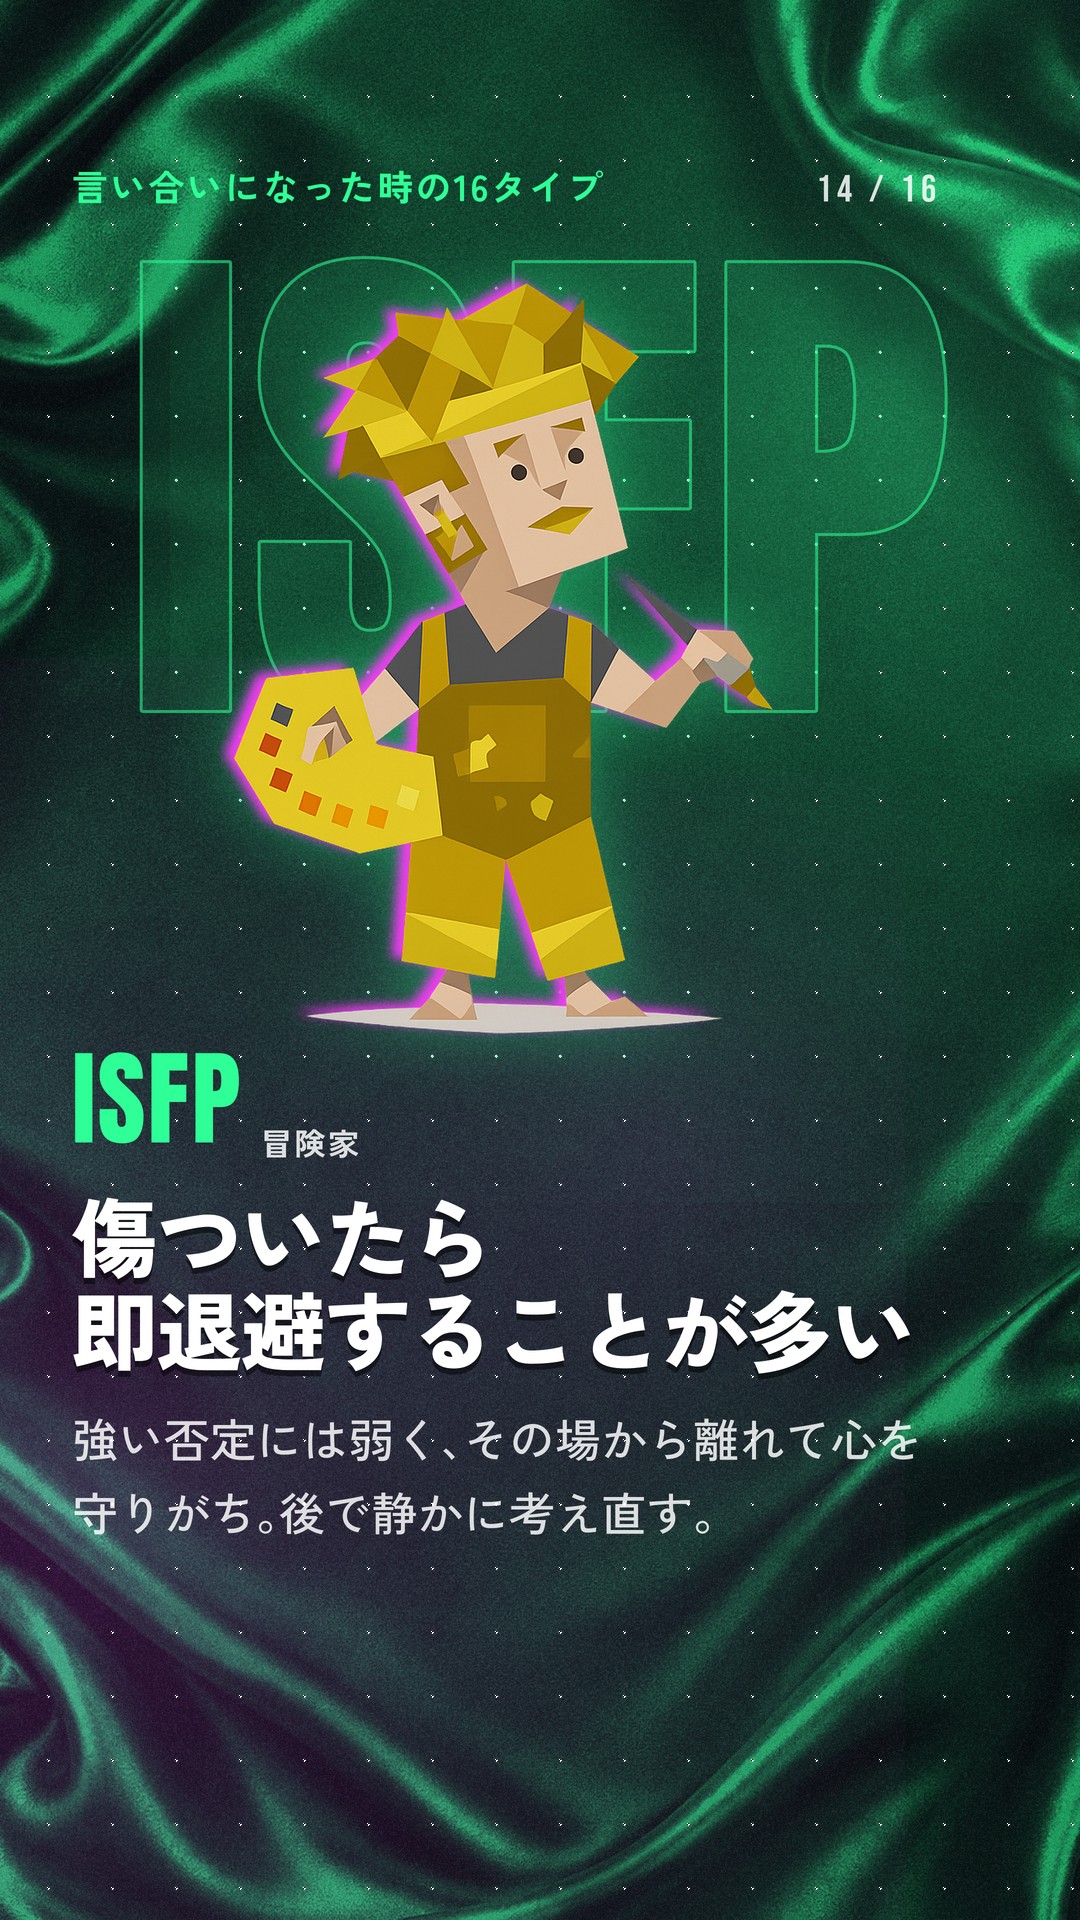 言い合いになった時の16タイプ
14 / 16
ISFP
ISFP
冒険家
傷ついたら
即退避することが多い
強い否定には弱く、その場から離れて心を
守りがち。後で静かに考え直す。